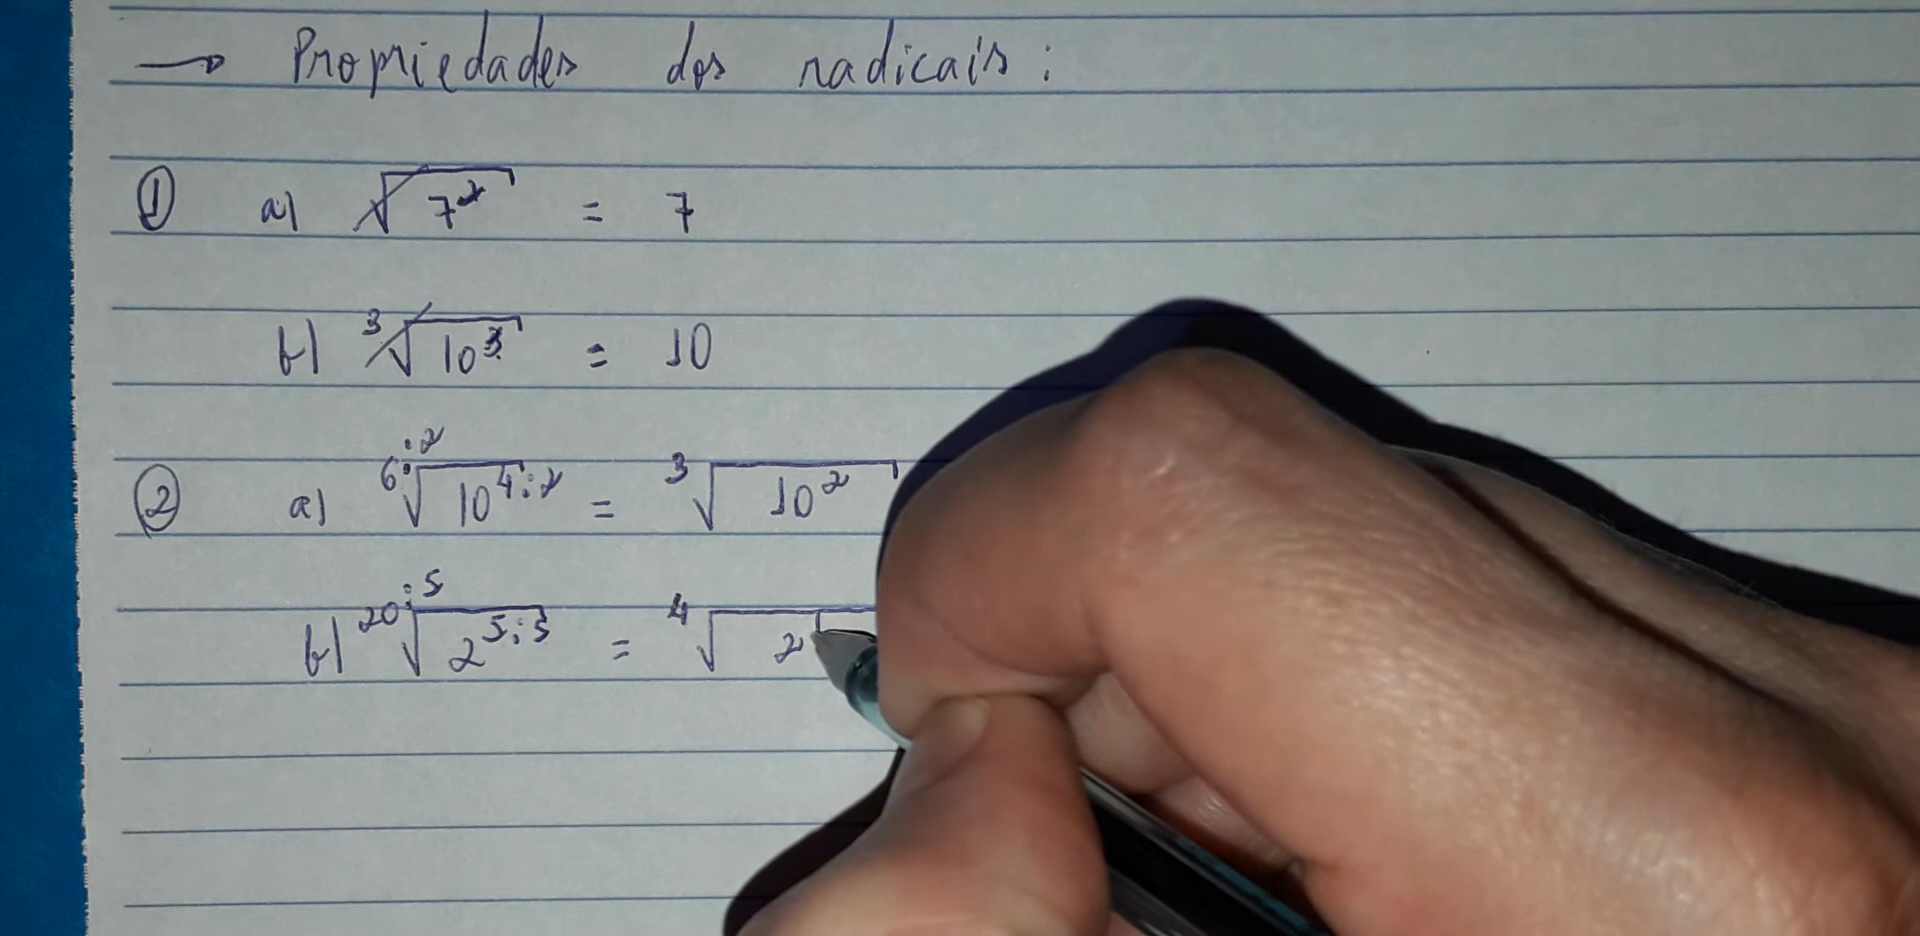 → Propriedades dos radicais:
① a) √7² = 7
b) ³√10³ = 10
② a) ⁶:²√10⁴:² = ³√10²
b) ²⁰:⁵√2⁵:⁵ = ⁴√2